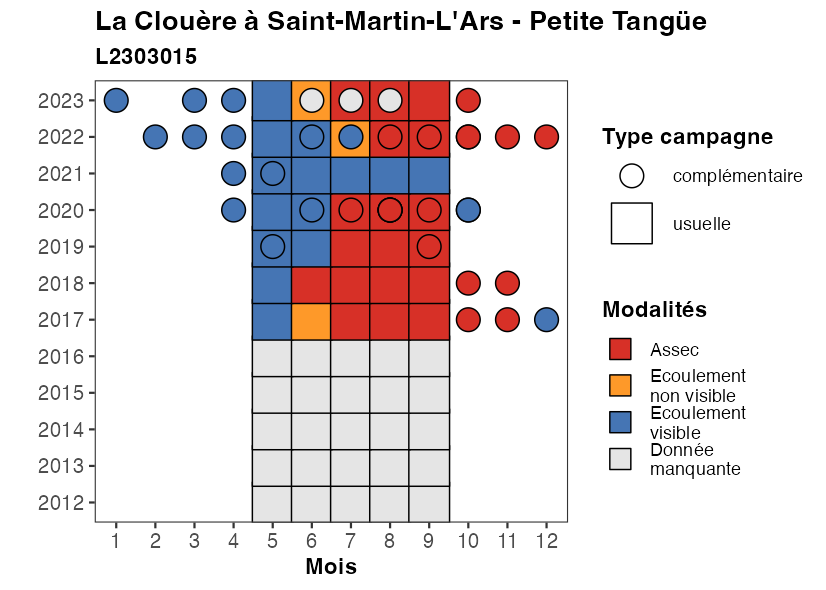 La Clouère à Saint-Martin-L'Ars - Petite Tangüe
L2303015
2023
2022
2021
2020
2019
2018
2017
2016
2015
2014
2013
2012
1 2 3 4 5 6 7 8 9 10 11 12
Mois
Type campagne
complémentaire
usuelle
Modalités
Assec
Ecoulement
non visible
Ecoulement
visible
Donnée
manquante